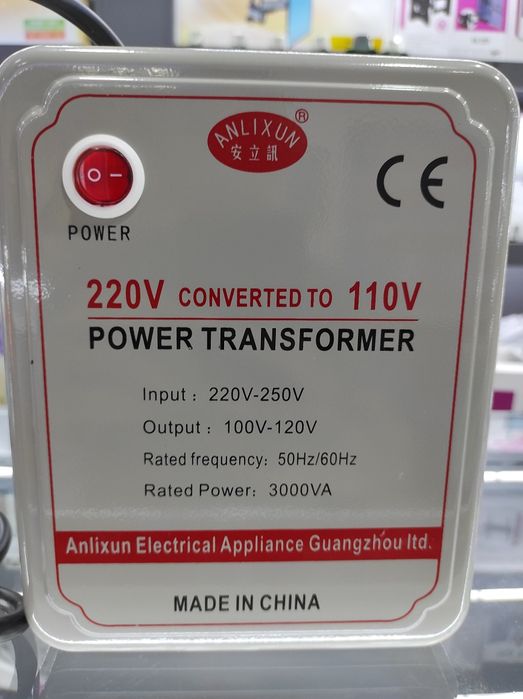 ANLIXUN ®
安立訊
CE
POWER
220V CONVERTED TO 110V
POWER TRANSFORMER
Input : 220V-250V
Output : 100V-120V
Rated frequency: 50Hz/60Hz
Rated Power: 3000VA
Anlixun Electrical Appliance Guangzhou ltd.
MADE IN CHINA